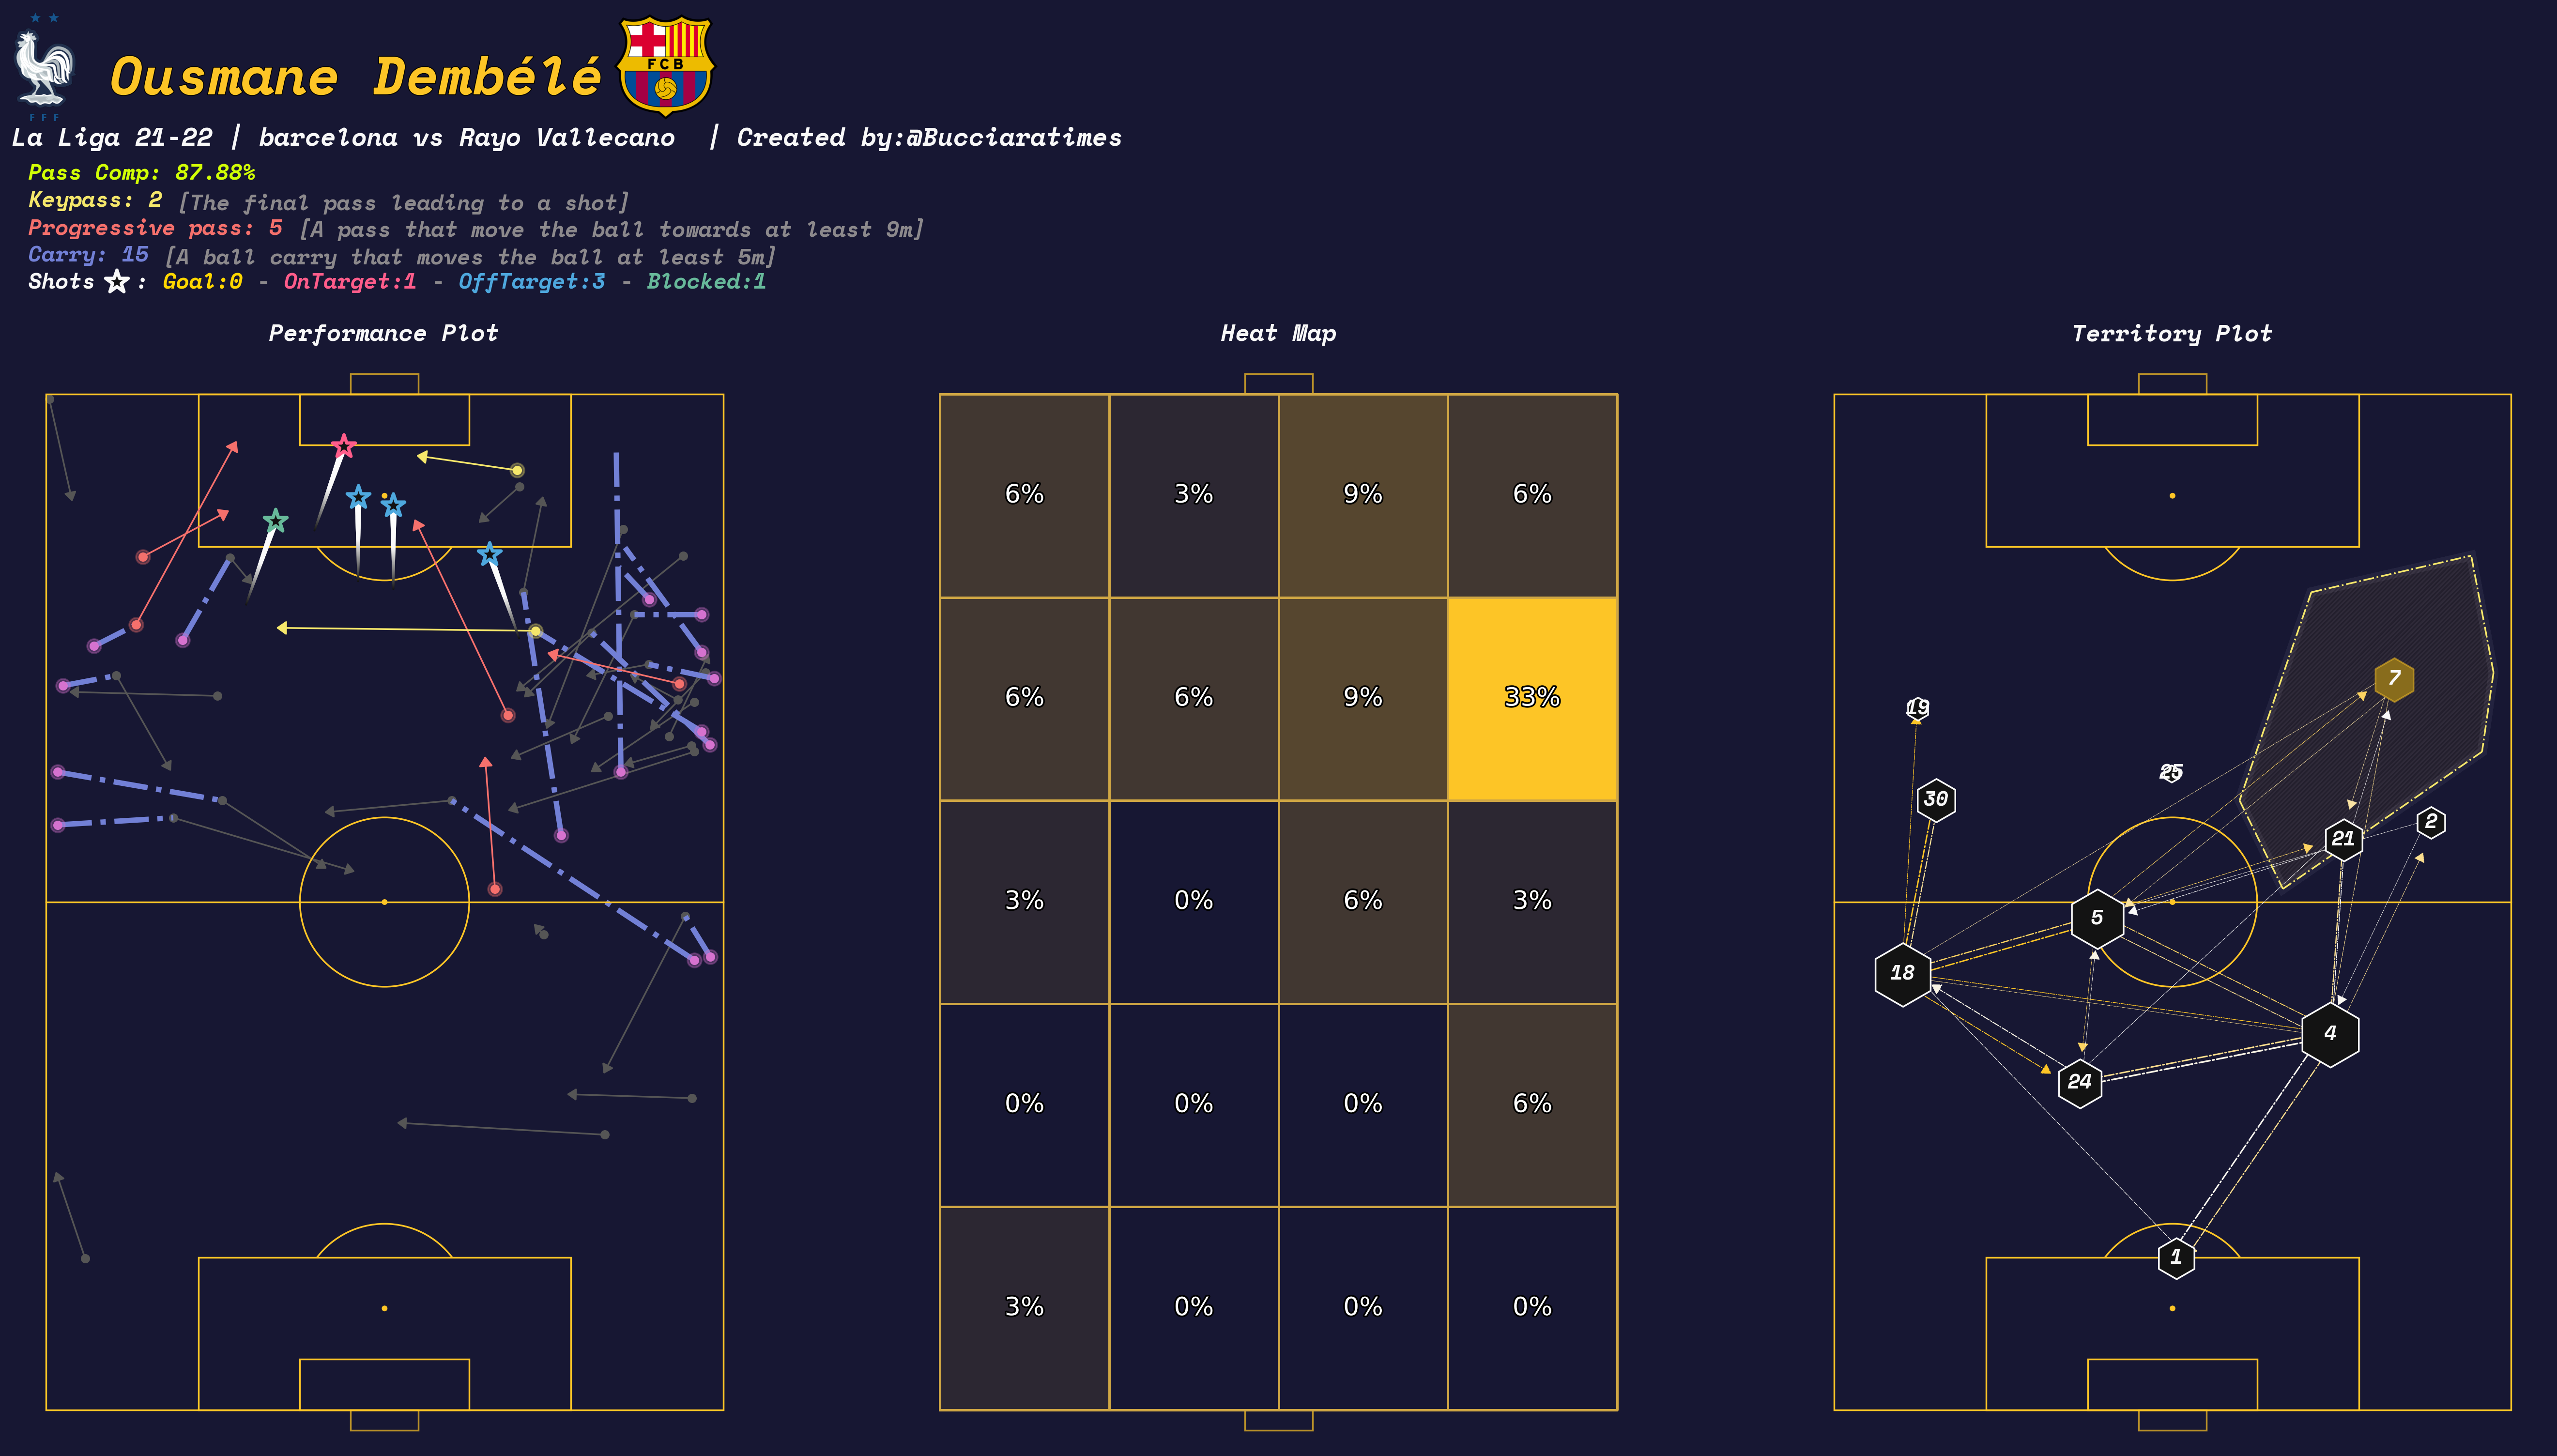 FFF
Ousmane Dembélé
FCB
La Liga 21-22 | barcelona vs Rayo Vallecano | Created by:@Bucciaratimes
Pass Comp: 87.88%
Keypass: 2 [The final pass leading to a shot]
Progressive pass: 5 [A pass that move the ball towards at least 9m]
Carry: 15 [A ball carry that moves the ball at least 5m]
Shots : Goal:0 - OnTarget:1 - OffTarget:3 - Blocked:1
Performance Plot
Heat Map
6% 3% 9% 6%
6% 6% 9% 33%
3% 0% 6% 3%
0% 0% 0% 6%
3% 0% 0% 0%
Territory Plot
7
19
25
30
2
21
5
18
4
24
1